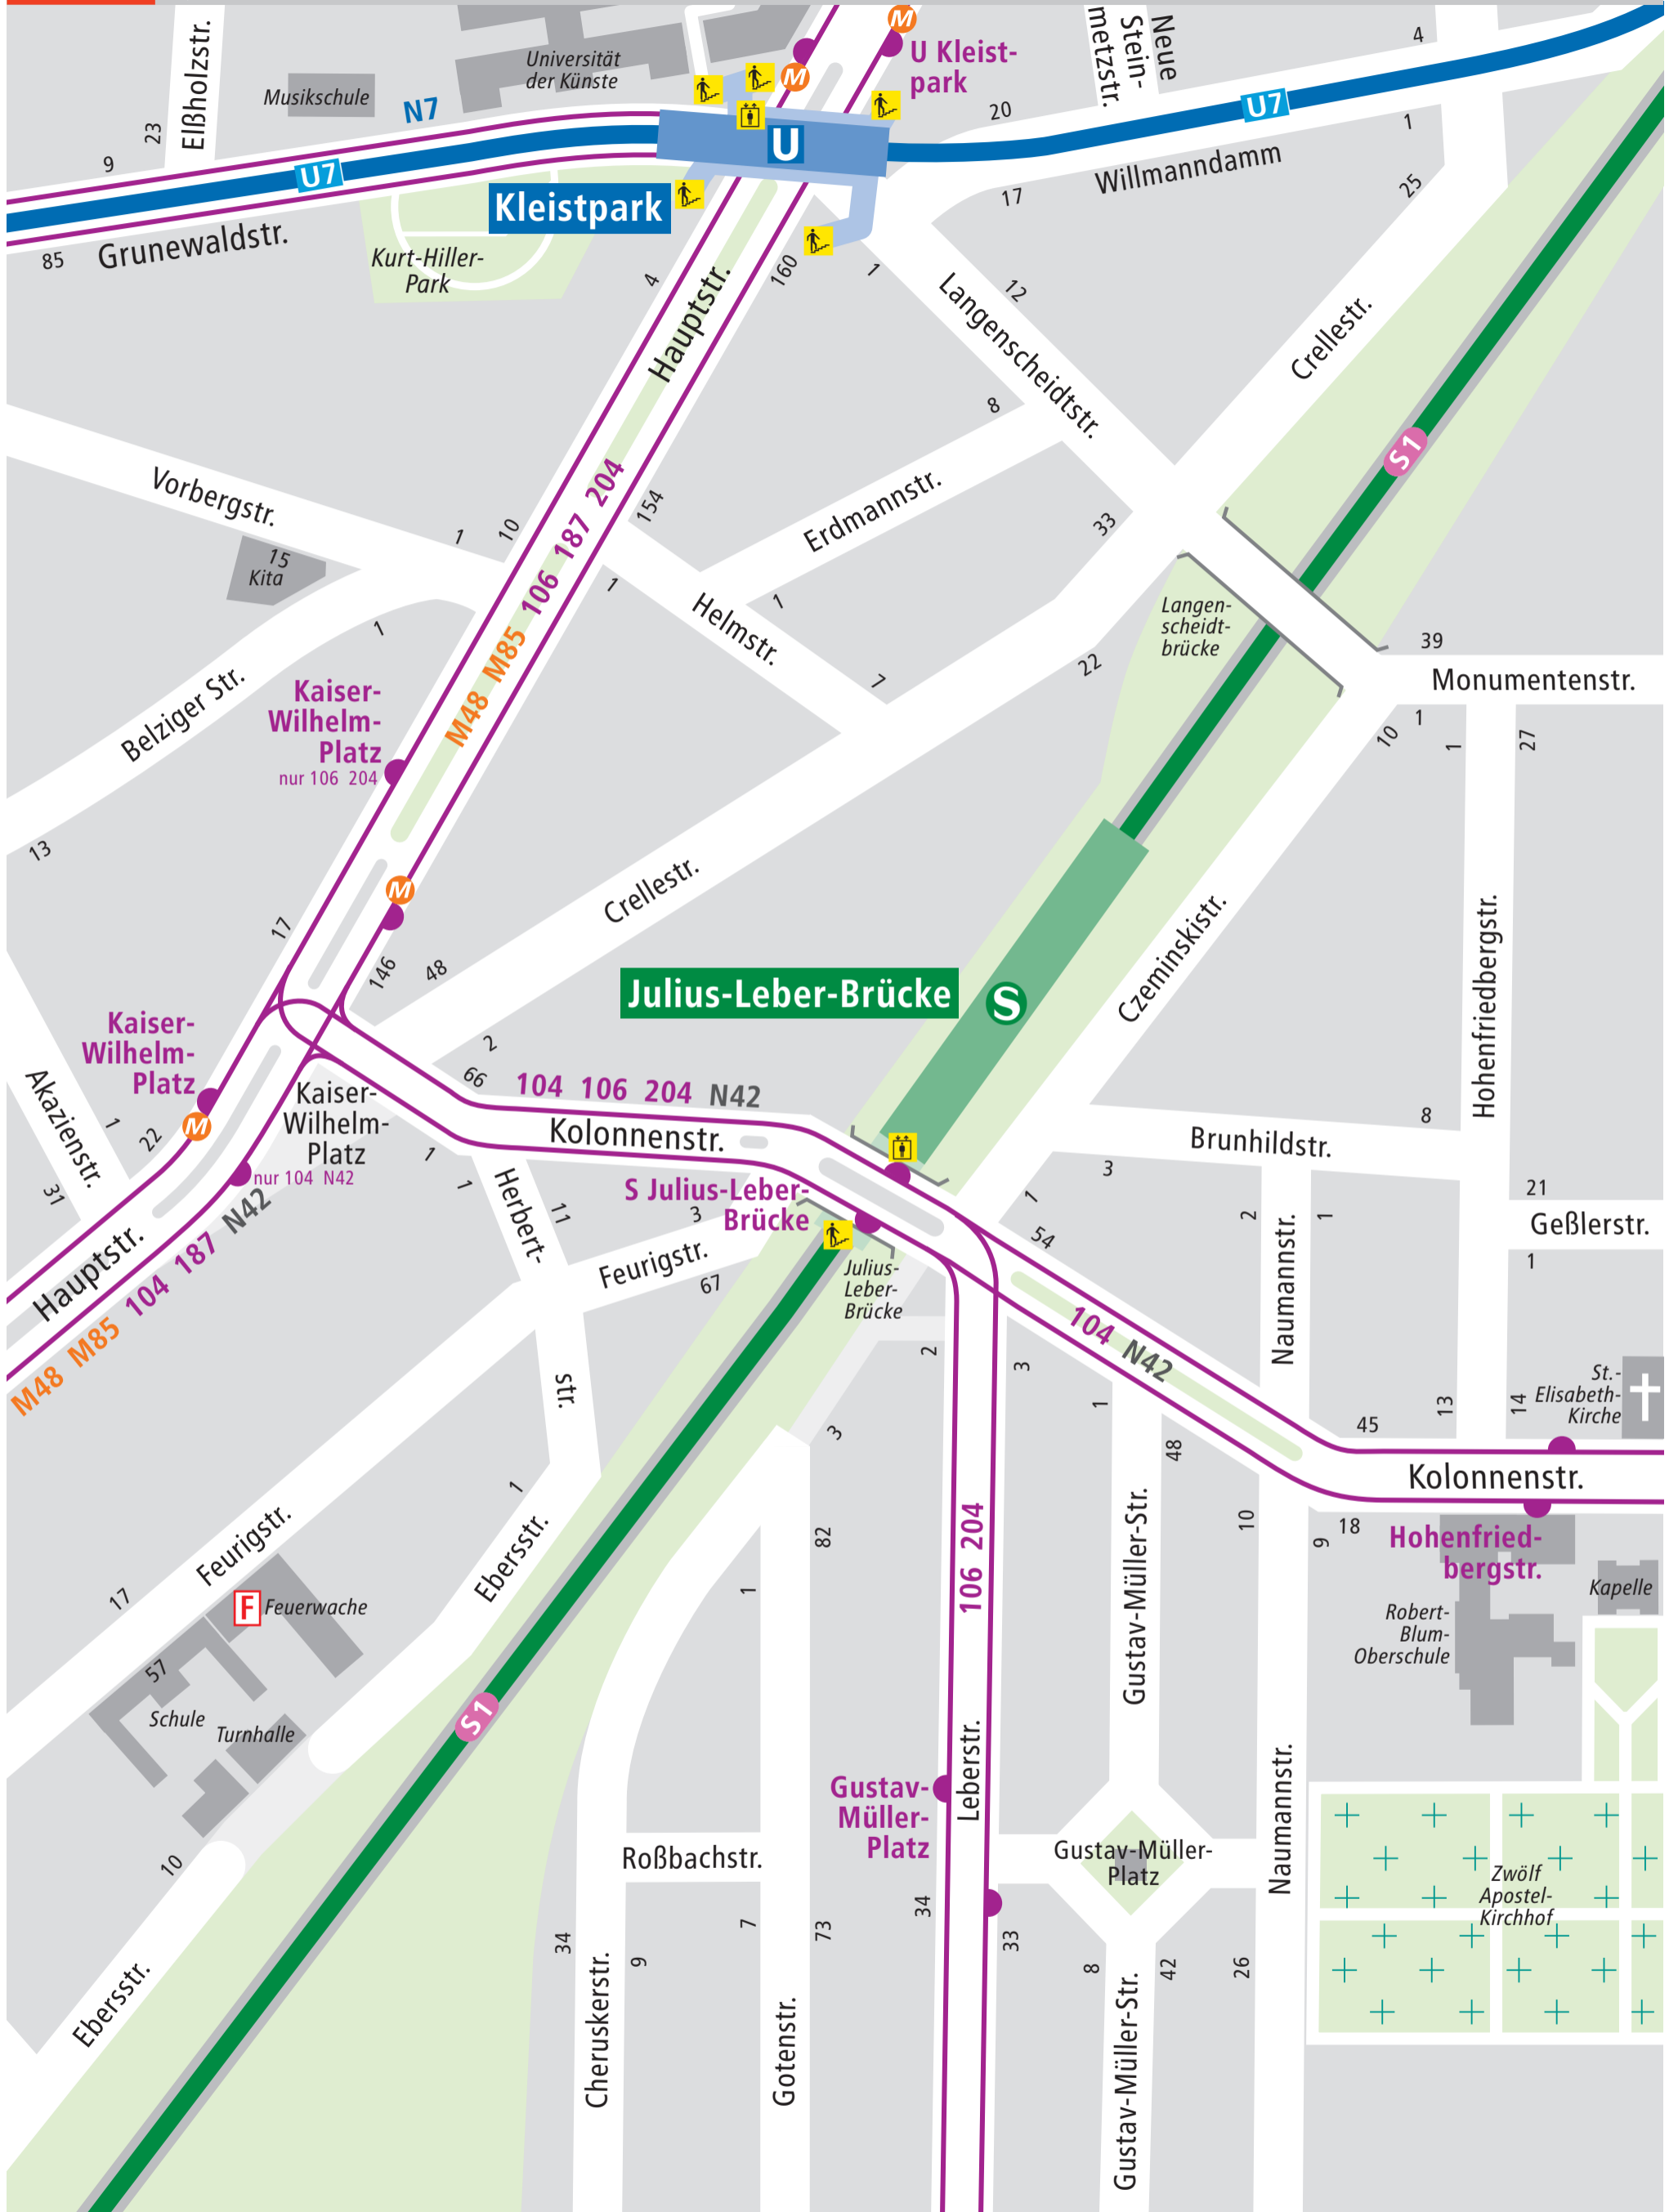 Elßholzstr.
23
9
Musikschule
Universität
der Künste
N7
U7
U
M
M
U Kleist-
park
Neue
Stein-
metzstr.
4
20
U7
1
Willmanndamm
17
25
Kleistpark
Grunewaldstr.
85
Kurt-Hiller-
Park
4
Hauptstr.
160
1
12
Langenscheidtstr.
Crellestr.
8
S1
Vorbergstr.
15
Kita
1
10
154
106 187 204
M48 M85
Erdmannstr.
33
1
1
Helmstr.
7
22
Langen-
scheidt-
brücke
39
Monumentenstr.
10
1
1
27
1
Belziger Str.
13
Kaiser-
Wilhelm-
Platz
nur 106 204
M
17
146
48
Crellestr.
Julius-Leber-Brücke
S
Czeminskistr.
Hohenfriedbergstr.
Kaiser-
Wilhelm-
Platz
M
Akazienstr.
1
22
31
Kaiser-
Wilhelm-
Platz
nur 104 N42
2
66
104 106 204 N42
Kolonnenstr.
1
1
Herbert-
str.
11
3
S Julius-Leber-
Brücke
Feurigstr.
67
Julius-
Leber-
Brücke
8
Brunhildstr.
3
1
54
2
1
Naumannstr.
21
Geßlerstr.
1
Hauptstr.
104 187 N42
M48 M85
104 N42
2
3
1
48
13
14
St.-
Elisabeth-
Kirche
45
Kolonnenstr.
18
9
10
Hohenfried-
bergstr.
Kapelle
Robert-
Blum-
Oberschule
3
82
1
1
Ebersstr.
Feurigstr.
17
F
Feuerwache
57
Schule
Turnhalle
S1
10
Ebersstr.
106 204
Gustav-Müller-Str.
Leberstr.
Gustav-
Müller-
Platz
Gustav-Müller-
Platz
Naumannstr.
Zwölf
Apostel-
Kirchhof
Roßbachstr.
34
9
7
73
34
33
8
42
26
Cheruskerstr.
Gotenstr.
Gustav-Müller-Str.